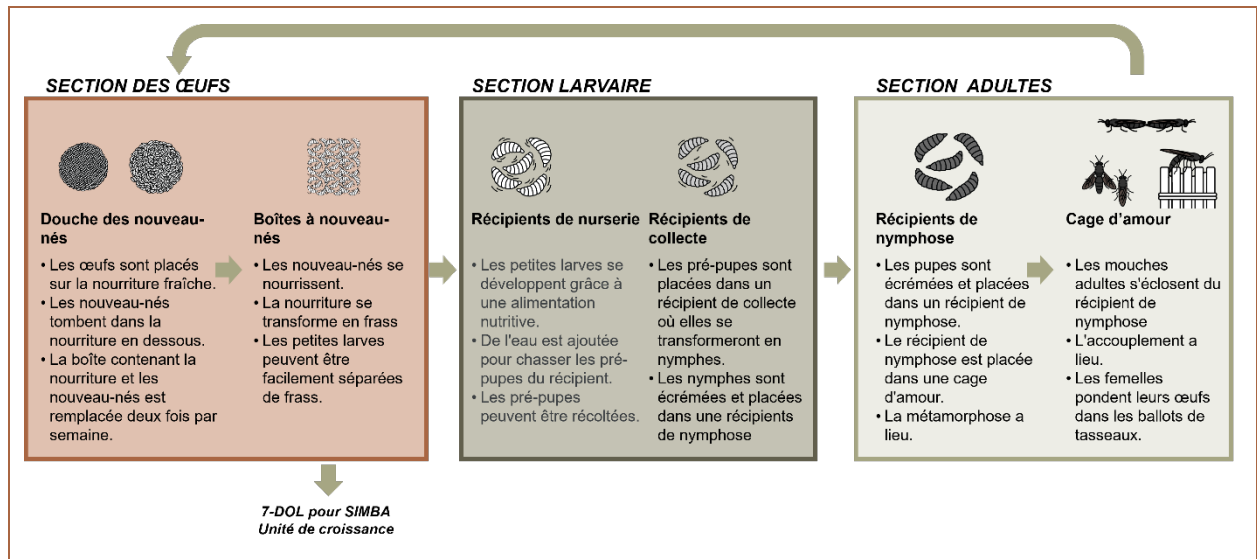 SECTION DES ŒUFS
Douche des nouveau-
nés
• Les œufs sont placés
sur la nourriture fraîche.
• Les nouveau-nés
tombent dans la
nourriture en dessous.
• La boîte contenant la
nourriture et les
nouveau-nés est
remplacée deux fois par
semaine.
Boîtes à nouveau-
nés
• Les nouveau-nés se
nourrissent.
• La nourriture se
transforme en frass
• Les petites larves
peuvent être
facilement séparées
de frass.
7-DOL pour SIMBA
Unité de croissance
SECTION LARVAIRE
Récipients de nurserie
• Les petites larves se
développent grâce à
une alimentation
nutritive.
• De l'eau est ajoutée
pour chasser les pré-
pupes du récipient.
• Les pré-pupes
peuvent être récoltées.
Récipients de
collecte
• Les pré-pupes sont
placées dans un
récipient de collecte
où elles se
transformeront en
nymphes.
• Les nymphes sont
écrémées et placées
dans une récipients
de nymphose
SECTION ADULTES
Récipients de
nymphose
• Les pupes sont
écrémées et placées
dans un récipient de
nymphose.
• Le récipient de
nymphose est placée
dans une cage
d'amour.
• La métamorphose a
lieu.
Cage d'amour
• Les mouches
adultes s'éclosent du
récipient de
nymphose
• L'accouplement a
lieu.
• Les femelles
pondent leurs œufs
dans les ballots de
tasseaux.